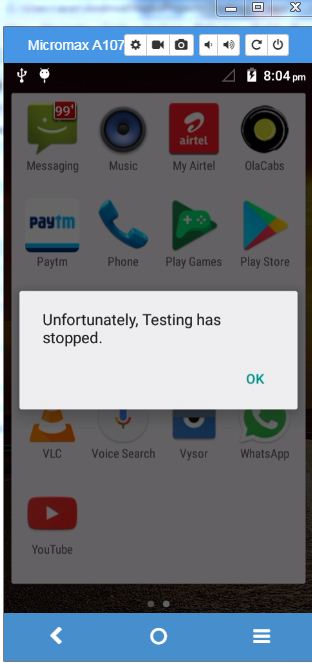 Micromax A107
8:04 pm
99+
airtel
paytm
Messaging Music My Airtel OlaCabs
Paytm Phone Play Games Play Store
Unfortunately, Testing has
stopped.
OK
VLC Voice Search Vysor WhatsApp
YouTube